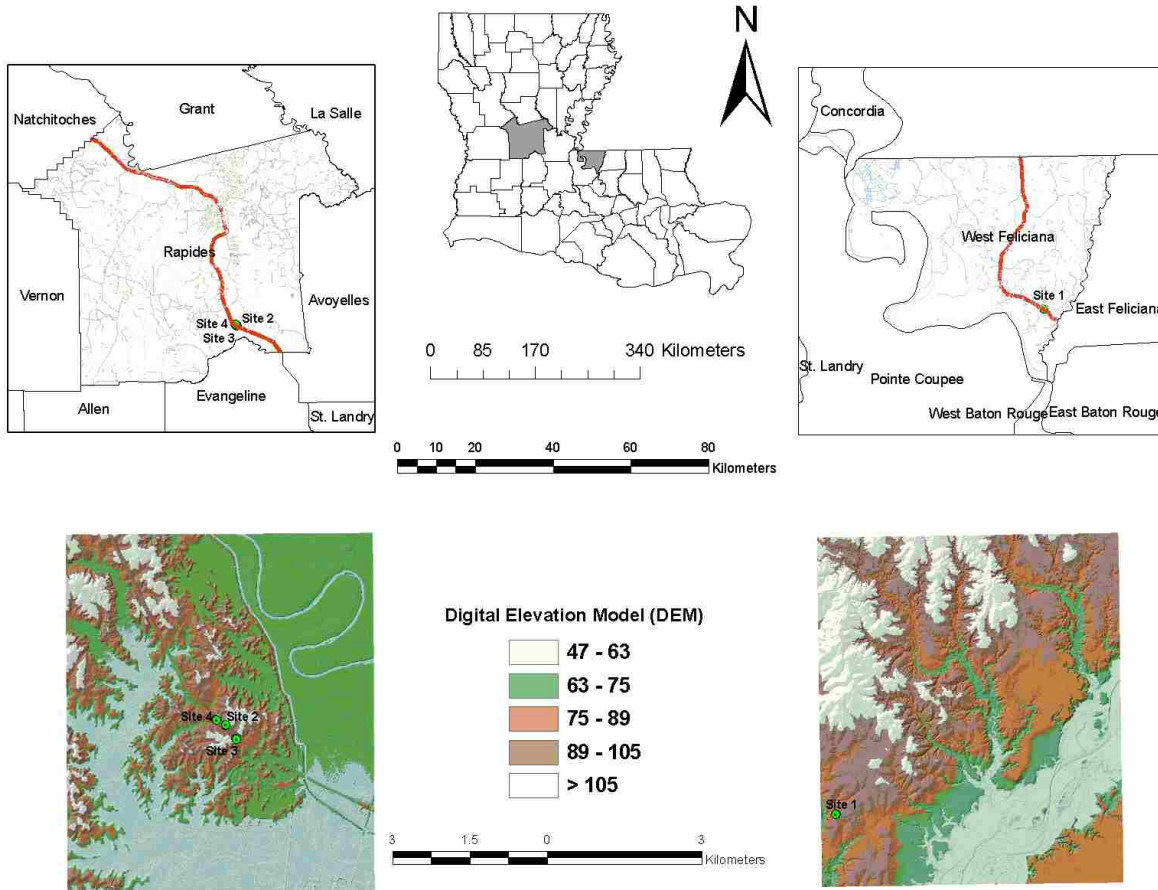 Natchitoches
Grant
La Salle
Rapides
Vernon
Avoyelles
Site 4
Site 2
Site 3
Allen
Evangeline
St. Landry
N
0 85 170 340 Kilometers
0 10 20 40 60 80
Kilometers
Concordia
West Feliciana
Site 1
East Feliciana
St. Landry
Pointe Coupee
West Baton Rouge
East Baton Rouge
Site 4
Site 2
Site 3
Digital Elevation Model (DEM)
47 - 63
63 - 75
75 - 89
89 - 105
> 105
3 1.5 0 3
Kilometers
Site 1